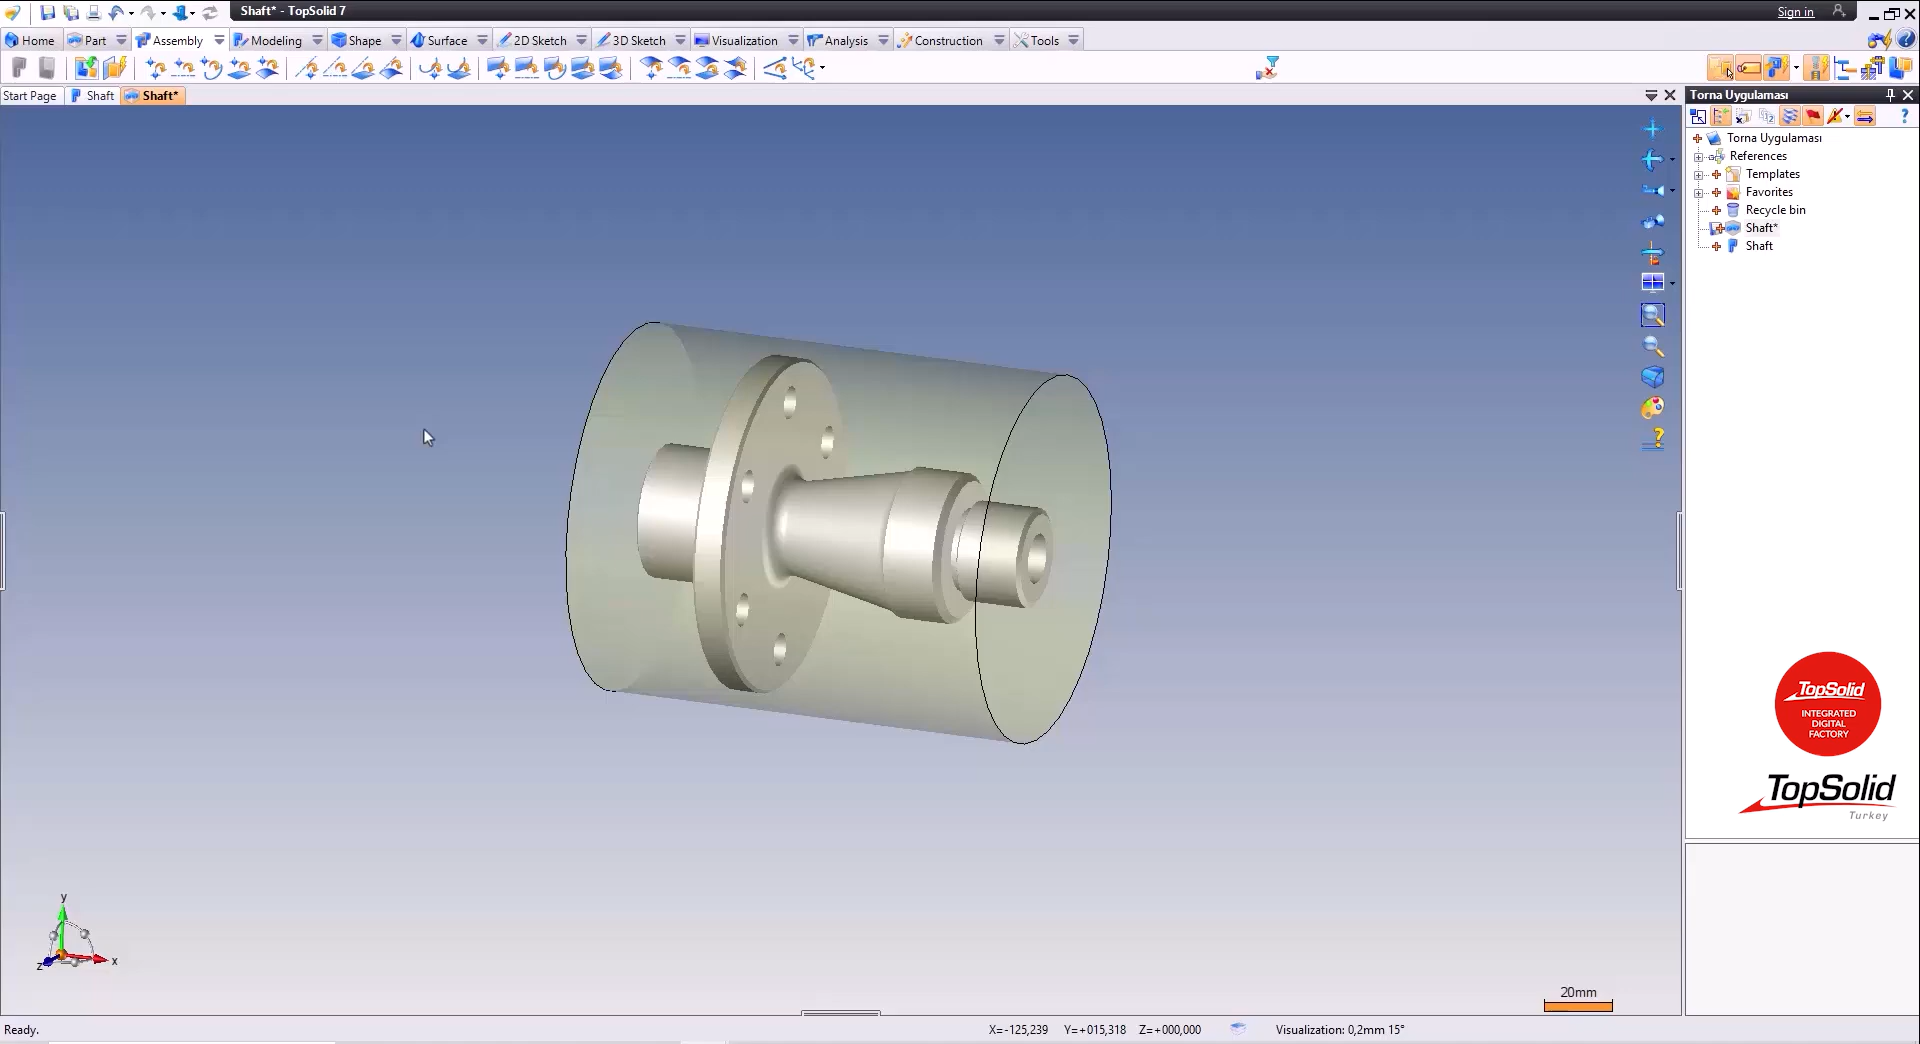 Shaft* - TopSolid 7
Sign in
Home
Part
Assembly
Modeling
Shape
Surface
2D Sketch
3D Sketch
Visualization
Analysis
Construction
Tools
Start Page
Shaft
Shaft*
Torna Uygulaması
Torna Uygulaması
References
Templates
Favorites
Recycle bin
Shaft*
Shaft
TopSolid
INTEGRATED
DIGITAL
FACTORY
TopSolid
Turkey
y
z
x
20mm
Ready.
X=-125,239 Y=+015,318 Z=+000,000
Visualization: 0,2mm 15°